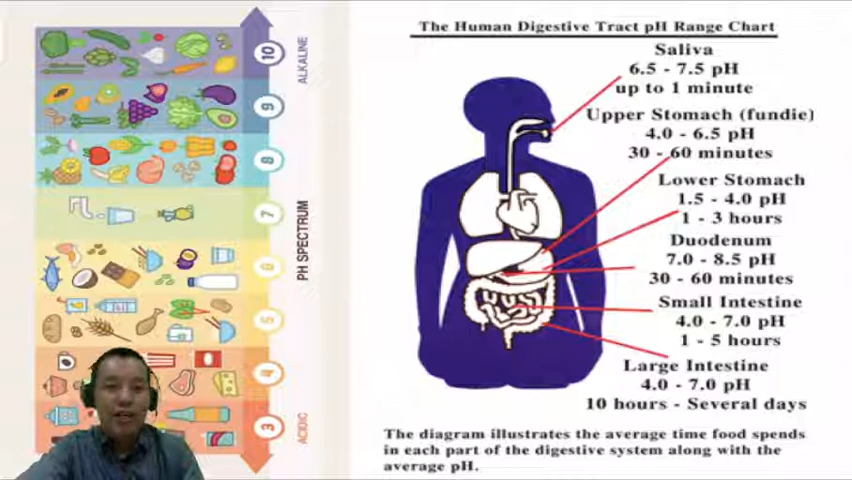 10
9
8
7
6
5
4
3
ALKALINE
PH SPECTRUM
ACIDIC
The Human Digestive Tract pH Range Chart
Saliva
6.5 - 7.5 pH
up to 1 minute
Upper Stomach (fundie)
4.0 - 6.5 pH
30 - 60 minutes
Lower Stomach
1.5 - 4.0 pH
1 - 3 hours
Duodenum
7.0 - 8.5 pH
30 - 60 minutes
Small Intestine
4.0 - 7.0 pH
1 - 5 hours
Large Intestine
4.0 - 7.0 pH
10 hours - Several days
The diagram illustrates the average time food spends
in each part of the digestive system along with the
average pH.